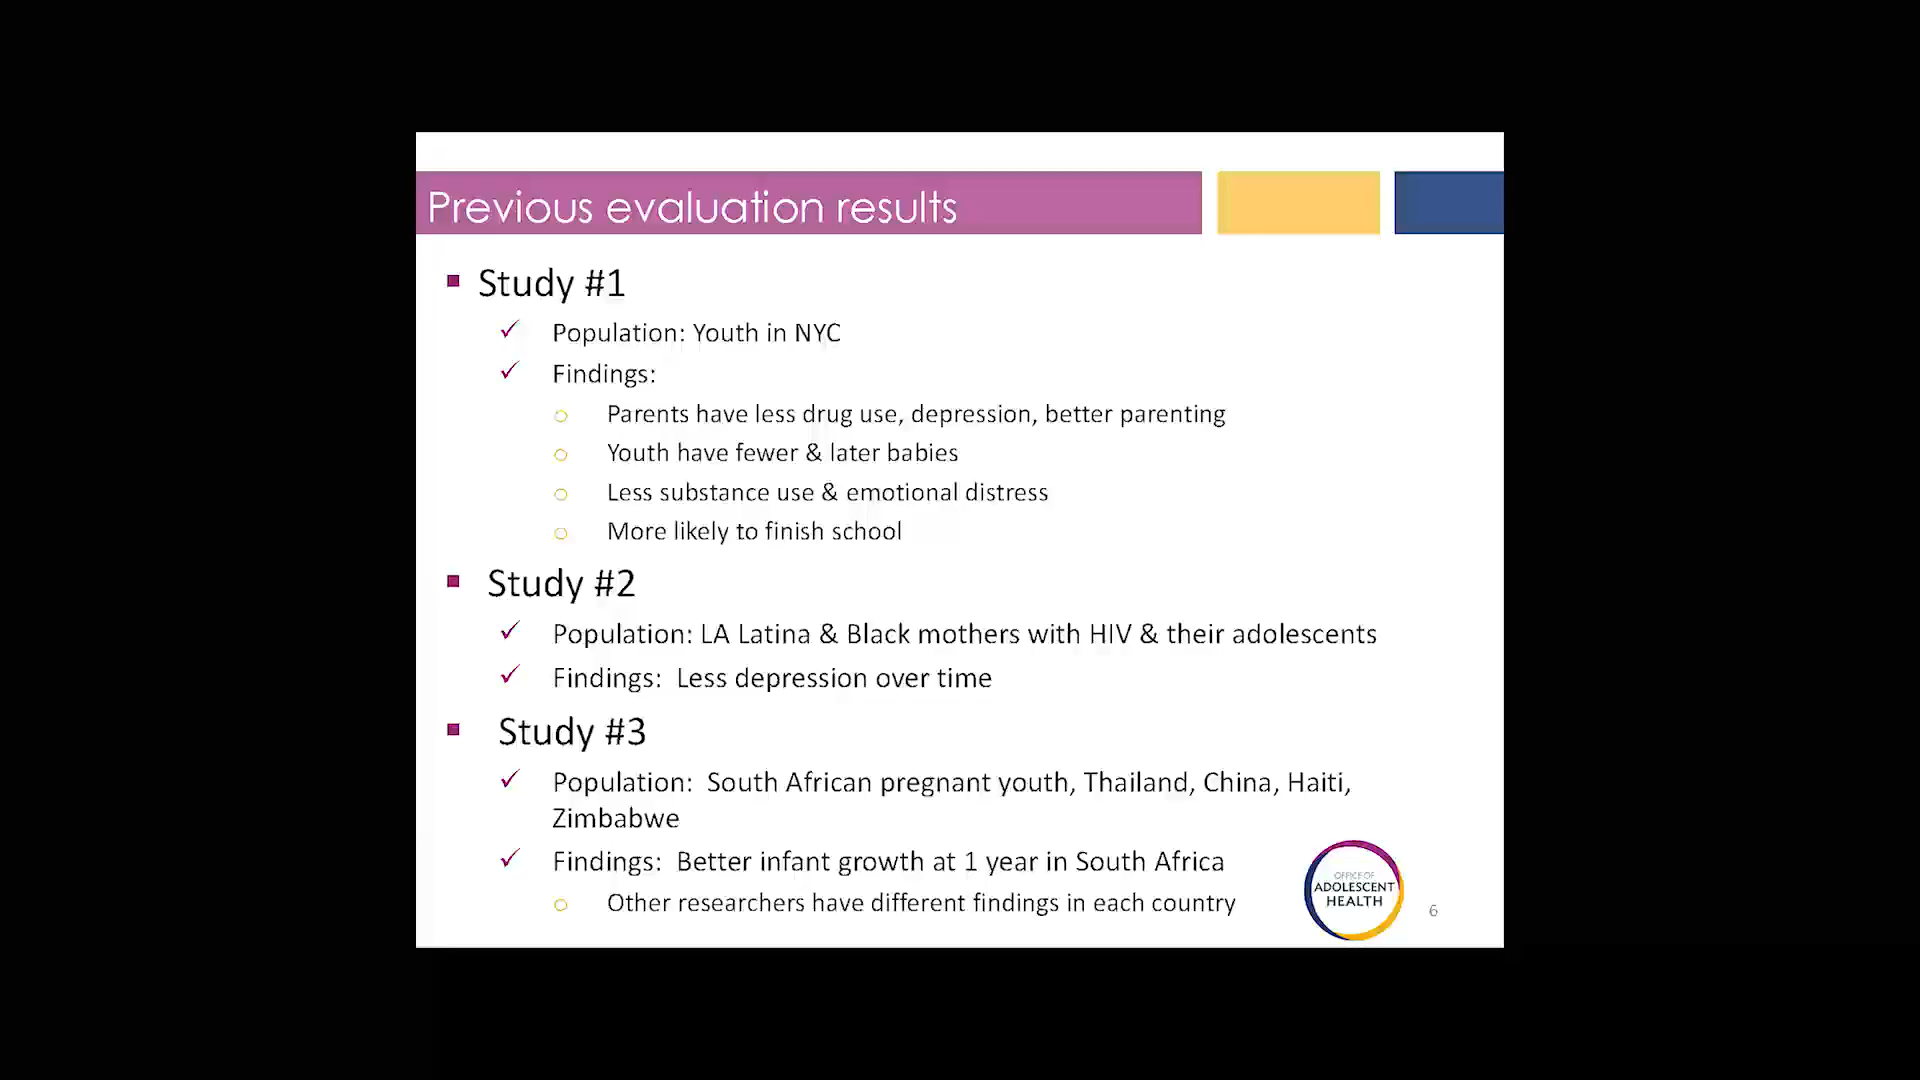 Previous evaluation results
Study #1
Population: Youth in NYC
Findings:
Parents have less drug use, depression, better parenting
Youth have fewer & later babies
Less substance use & emotional distress
More likely to finish school
Study #2
Population: LA Latina & Black mothers with HIV & their adolescents
Findings: Less depression over time
Study #3
Population: South African pregnant youth, Thailand, China, Haiti,
Zimbabwe
Findings: Better infant growth at 1 year in South Africa
Other researchers have different findings in each country
OFFICE OF
ADOLESCENT
HEALTH
6